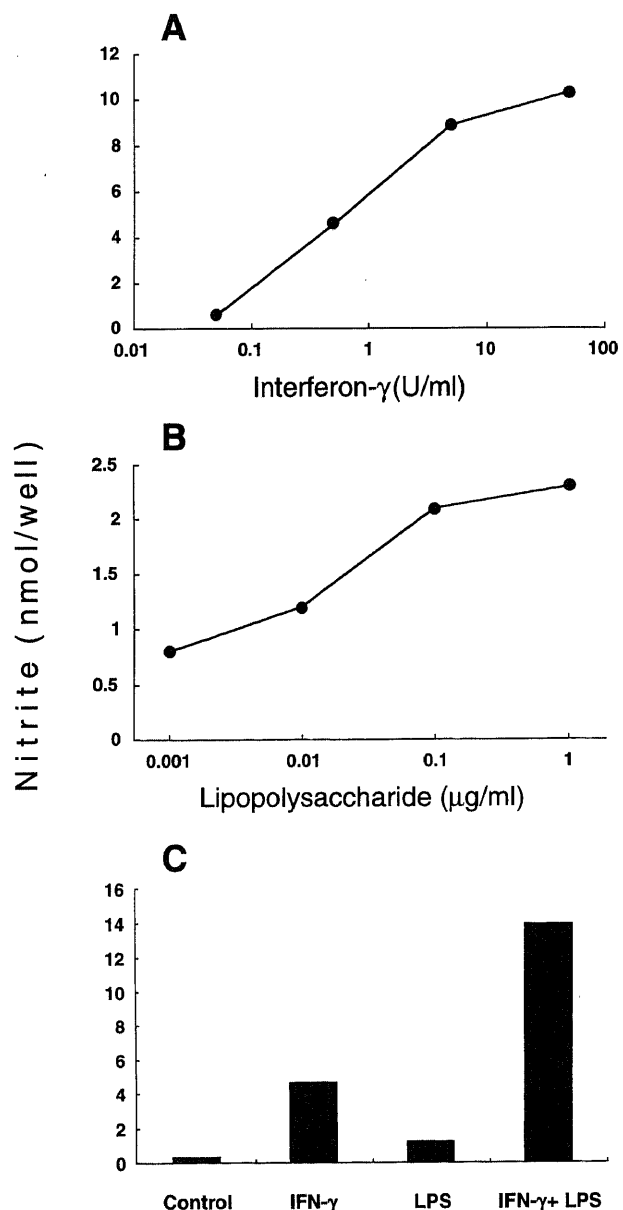 A
12
10
8
6
4
2
0
0.01 0.1 1 10 100
Interferon-γ(U/ml)
B
2.5
2
1.5
1
0.5
0
0.001 0.01 0.1 1
Lipopolysaccharide (μg/ml)
Nitrite (nmol/well)
C
16
14
12
10
8
6
4
2
0
Control IFN-γ LPS IFN-γ+ LPS